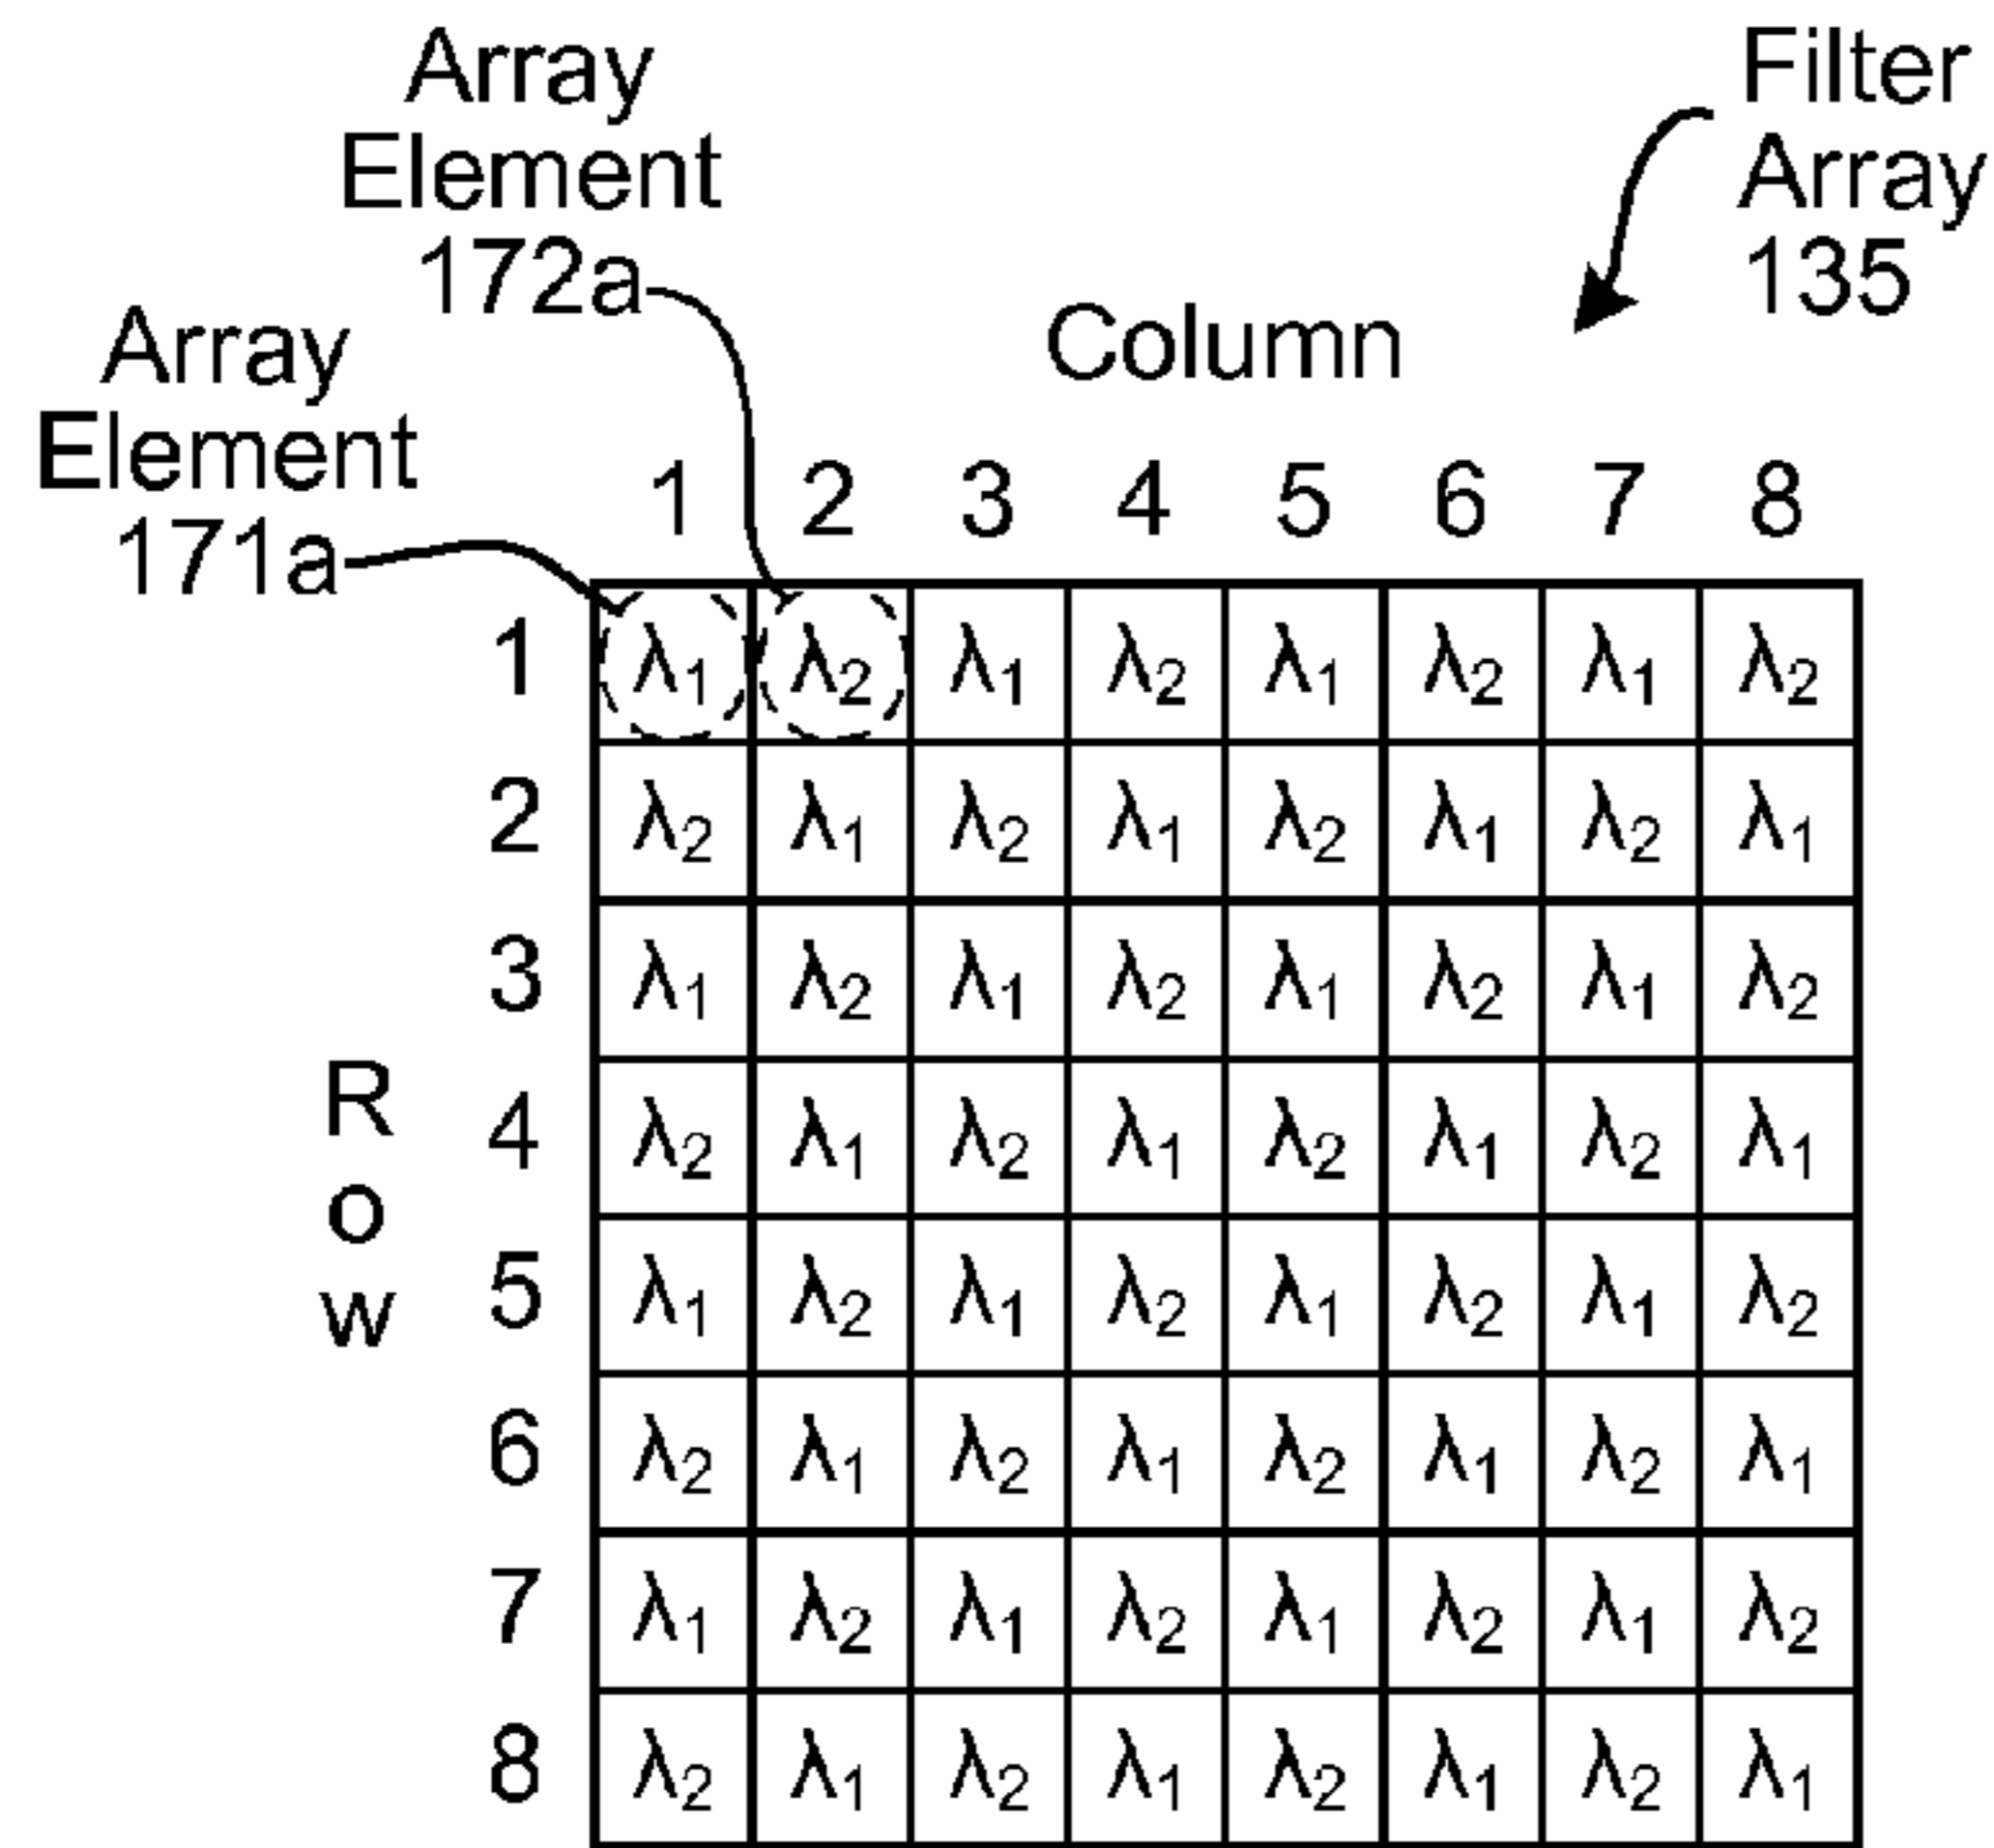 Array
Element
172a
Filter
Array
135
Array
Element
171a
Column
1 2 3 4 5 6 7 8
Row
1 λ1 λ2 λ1 λ2 λ1 λ2 λ1 λ2
2 λ2 λ1 λ2 λ1 λ2 λ1 λ2 λ1
3 λ1 λ2 λ1 λ2 λ1 λ2 λ1 λ2
4 λ2 λ1 λ2 λ1 λ2 λ1 λ2 λ1
5 λ1 λ2 λ1 λ2 λ1 λ2 λ1 λ2
6 λ2 λ1 λ2 λ1 λ2 λ1 λ2 λ1
7 λ1 λ2 λ1 λ2 λ1 λ2 λ1 λ2
8 λ2 λ1 λ2 λ1 λ2 λ1 λ2 λ1